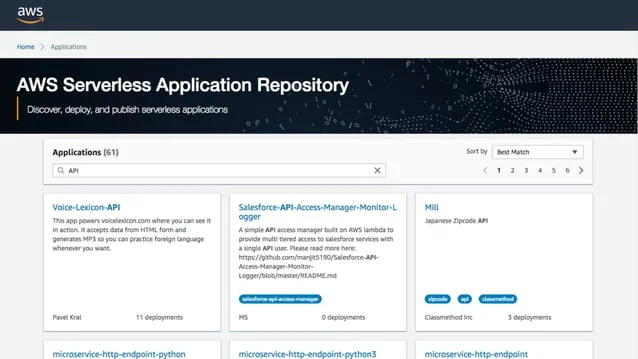 aws
Home > Applications
AWS Serverless Application Repository
Discover, deploy, and publish serverless applications
Applications (61)
Sort by
Best Match
API
1 2 3 4 5 6
Voice-Lexicon-API
This app powers voicelexicon.com where you can see it
in action. It accepts data from HTML form and
generates MP3 so you can practice foreign language
whenever you want.
Pavel Kral
11 deployments
Salesforce-API-Access-Manager-Monitor-L
ogger
A simple API access manager built on AWS lambda to
provide multi tiered access to salesforce services with
a single API user. Please read more here:
https://github.com/manjit5190/Salesforce-API-
Access-Manager-Monitor-
Logger/blob/master/README.md
salesforce-api-access-manager
MS
0 deployments
Mill
Japanese Zipcode API
zipcode
api
classmethod
Classmethod Inc
3 deployments
microservice-http-endpoint-python
microservice-http-endpoint-python3
microservice-http-endpoint